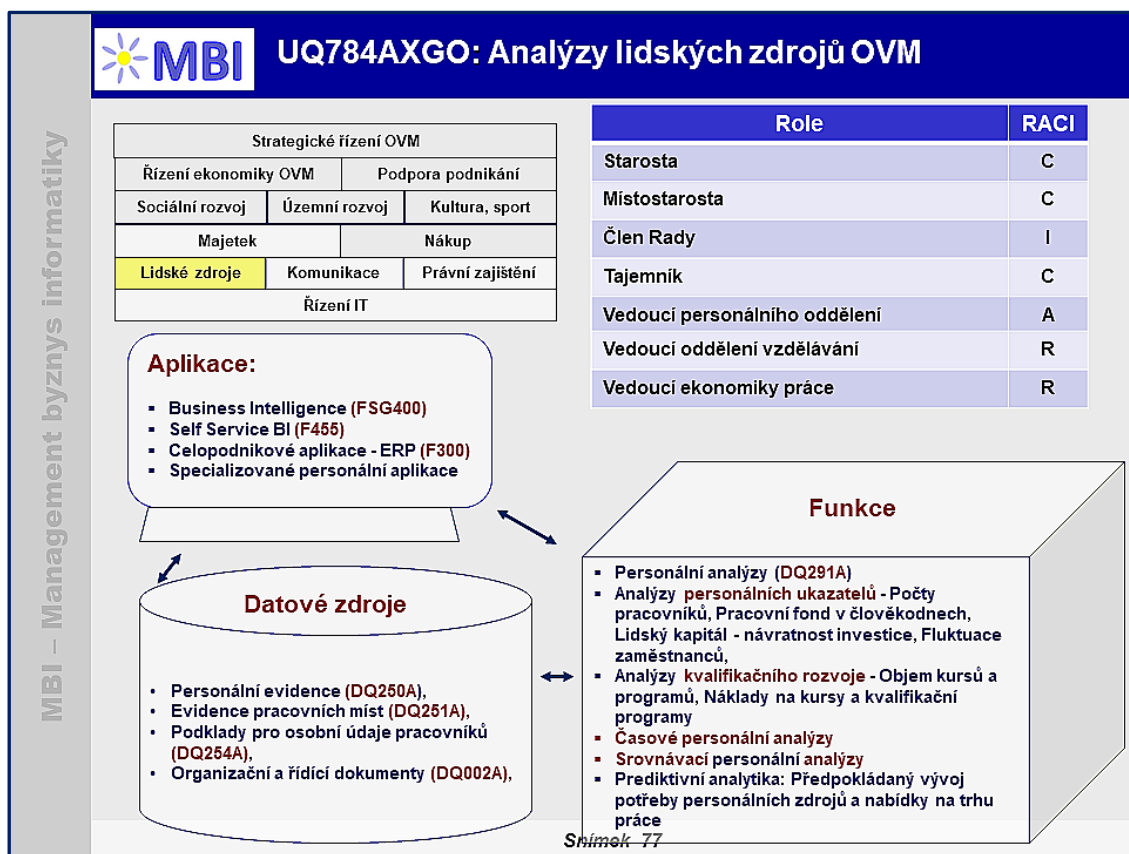 MBI – Management byznys informatiky
MBI
UQ784AXGO: Analýzy lidských zdrojů OVM
Strategické řízení OVM
Řízení ekonomiky OVM
Podpora podnikání
Sociální rozvoj
Územní rozvoj
Kultura, sport
Majetek
Nákup
Lidské zdroje
Komunikace
Právní zajištění
Řízení IT
Role RACI
Starosta C
Místostarosta C
Člen Rady I
Tajemník C
Vedoucí personálního oddělení A
Vedoucí oddělení vzdělávání R
Vedoucí ekonomiky práce R
Aplikace:
▪ Business Intelligence (FSG400)
▪ Self Service BI (F455)
▪ Celopodnikové aplikace - ERP (F300)
▪ Specializované personální aplikace
Datové zdroje
• Personální evidence (DQ250A),
• Evidence pracovních míst (DQ251A),
• Podklady pro osobní údaje pracovníků
(DQ254A),
• Organizační a řídící dokumenty (DQ002A),
Funkce
▪ Personální analýzy (DQ291A)
▪ Analýzy personálních ukazatelů - Počty
pracovníků, Pracovní fond v člověkodnech,
Lidský kapitál - návratnost investice, Fluktuace
zaměstnanců,
▪ Analýzy kvalifikačního rozvoje - Objem kursů a
programů, Náklady na kursy a kvalifikační
programy
▪ Časové personální analýzy
▪ Srovnávací personální analýzy
▪ Prediktivní analytika: Předpokládaný vývoj
potřeby personálních zdrojů a nabídky na trhu
práce
Snímek 77